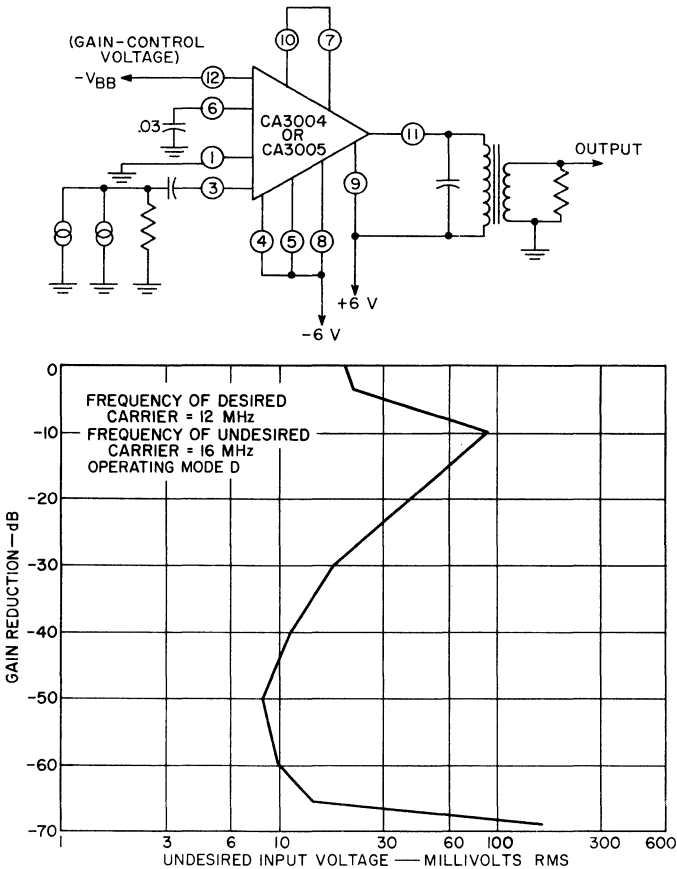 10
7
(GAIN-CONTROL
VOLTAGE)
-VBB
12
6
.03
CA3004
OR
CA3005
11
OUTPUT
1
3
9
4
5
8
+6 V
-6 V
0
-10
-20
-30
-40
-50
-60
-70
GAIN REDUCTION—dB
FREQUENCY OF DESIRED
CARRIER = 12 MHz
FREQUENCY OF UNDESIRED
CARRIER = 16 MHz
OPERATING MODE D
1
3
6
10
30
60
100
300
600
UNDESIRED INPUT VOLTAGE — MILLIVOLTS RMS